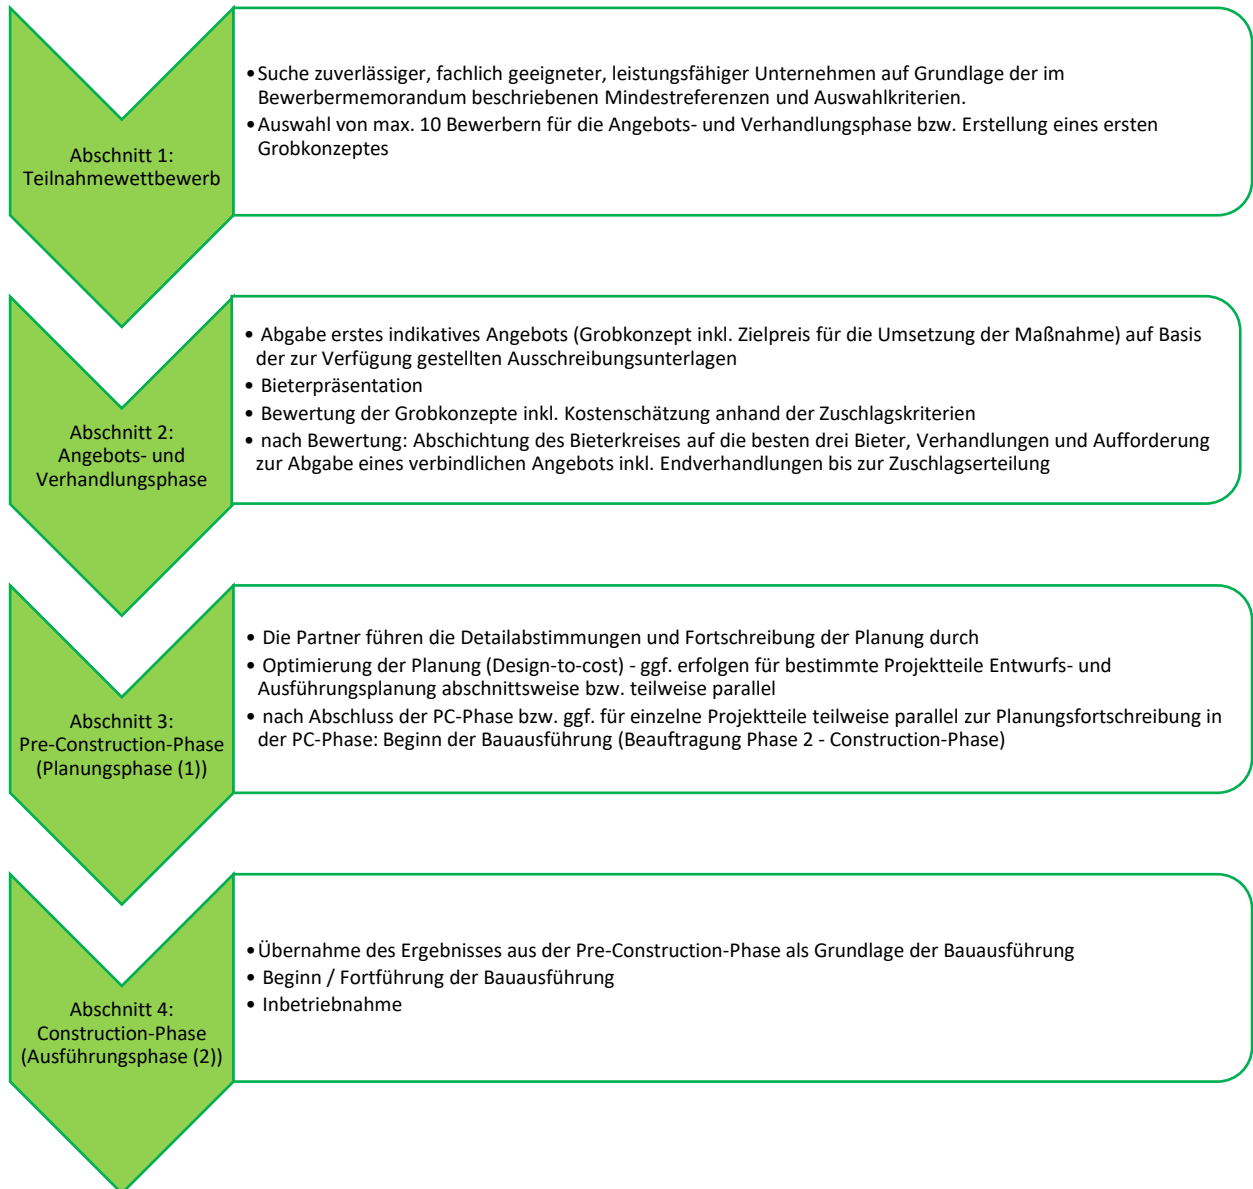 Abschnitt 1:
Teilnahmewettbewerb
•Suche zuverlässiger, fachlich geeigneter, leistungsfähiger Unternehmen auf Grundlage der im
Bewerbermemorandum beschriebenen Mindestreferenzen und Auswahlkriterien.
•Auswahl von max. 10 Bewerbern für die Angebots- und Verhandlungsphase bzw. Erstellung eines ersten
Grobkonzeptes
Abschnitt 2:
Angebots- und
Verhandlungsphase
• Abgabe erstes indikatives Angebots (Grobkonzept inkl. Zielpreis für die Umsetzung der Maßnahme) auf Basis
der zur Verfügung gestellten Ausschreibungsunterlagen
• Bieterpräsentation
• Bewertung der Grobkonzepte inkl. Kostenschätzung anhand der Zuschlagskriterien
• nach Bewertung: Abschichtung des Bieterkreises auf die besten drei Bieter, Verhandlungen und Aufforderung
zur Abgabe eines verbindlichen Angebots inkl. Endverhandlungen bis zur Zuschlagserteilung
Abschnitt 3:
Pre-Construction-Phase
(Planungsphase (1))
• Die Partner führen die Detailabstimmungen und Fortschreibung der Planung durch
• Optimierung der Planung (Design-to-cost) - ggf. erfolgen für bestimmte Projektteile Entwurfs- und
Ausführungsplanung abschnittsweise bzw. teilweise parallel
• nach Abschluss der PC-Phase bzw. ggf. für einzelne Projektteile teilweise parallel zur Planungsfortschreibung in
der PC-Phase: Beginn der Bauausführung (Beauftragung Phase 2 - Construction-Phase)
Abschnitt 4:
Construction-Phase
(Ausführungsphase (2))
•Übernahme des Ergebnisses aus der Pre-Construction-Phase als Grundlage der Bauausführung
• Beginn / Fortführung der Bauausführung
• Inbetriebnahme